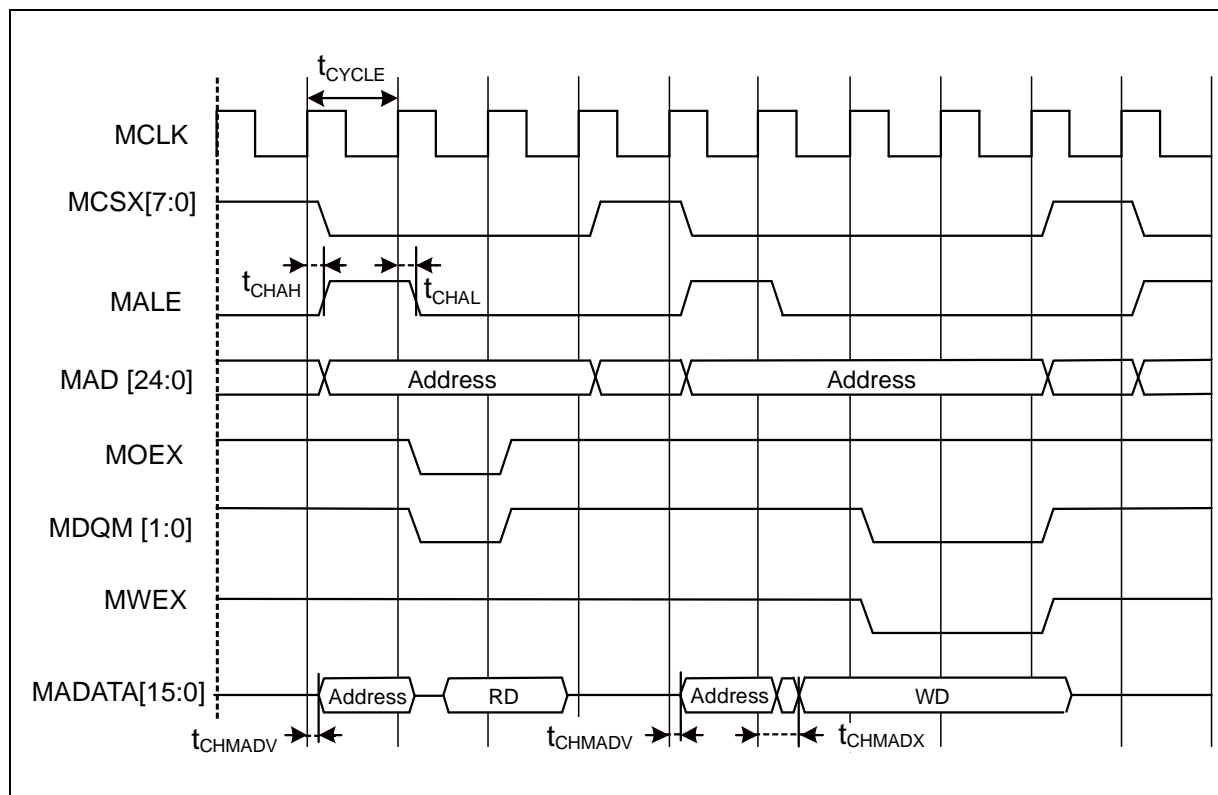 tCYCLE
MCLK
MCSX[7:0]
tCHAH
tCHAL
MALE
MAD [24:0]
Address
Address
MOEX
MDQM [1:0]
MWEX
MADATA[15:0]
Address
RD
Address
WD
tCHMADV
tCHMADV
tCHMADX